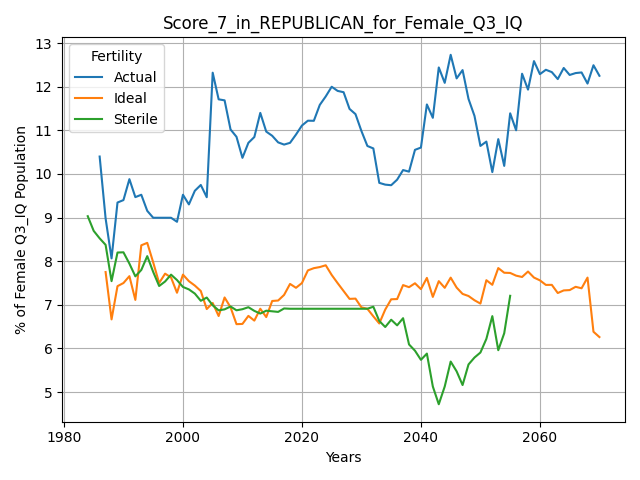 Score_7_in_REPUBLICAN_for_Female_Q3_IQ
Fertility
Actual
Ideal
Sterile
% of Female Q3_IQ Population
13
12
11
10
9
8
7
6
5
1980
2000
2020
2040
2060
Years